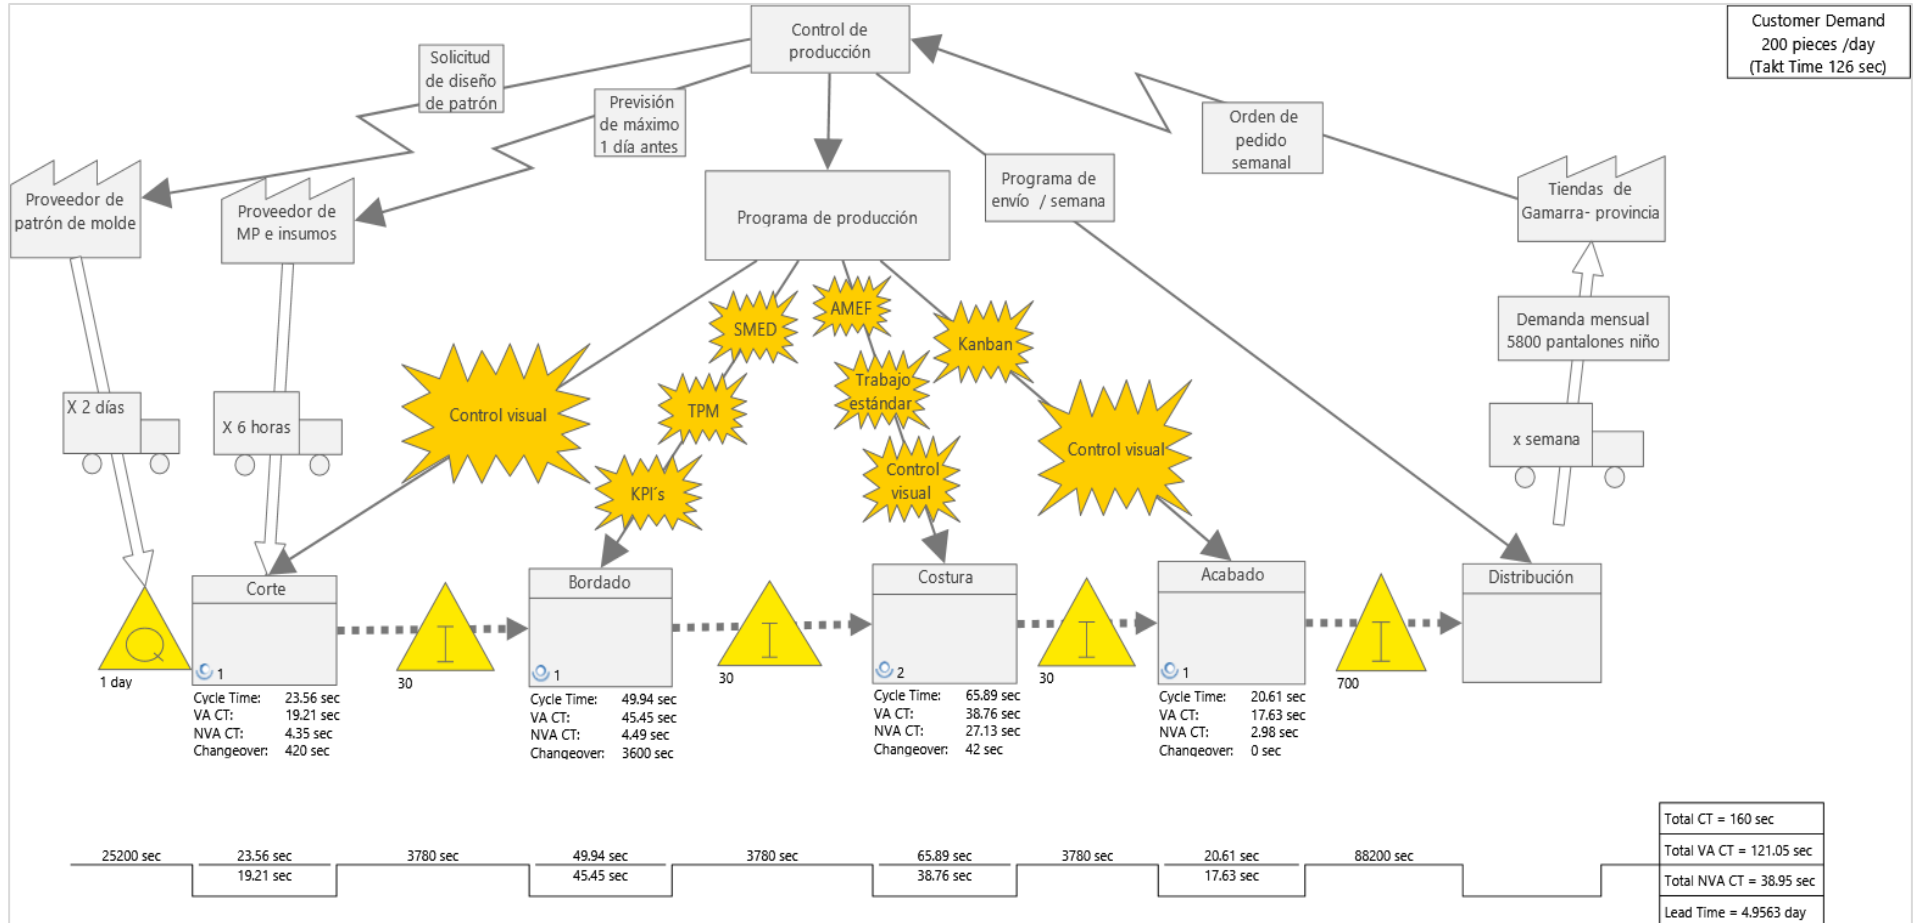 Control de
producción
Customer Demand
200 pieces /day
(Takt Time 126 sec)
Solicitud
de diseño
de patrón
Previsión
de máximo
1 día antes
Orden de
pedido
semanal
Proveedor de
patrón de molde
Proveedor de
MP e insumos
Programa de producción
Programa de
envío / semana
Tiendas de
Gamarra- provincia
SMED
AMEF
Kanban
Demanda mensual
5800 pantalones niño
X 2 días
X 6 horas
Control visual
TPM
Trabajo
estándar
Control visual
x semana
KPI´s
Control
visual
Q
Corte
1
1 day
Cycle Time: 23.56 sec
VA CT: 19.21 sec
NVA CT: 4.35 sec
Changeover: 420 sec
I
30
Bordado
1
Cycle Time: 49.94 sec
VA CT: 45.45 sec
NVA CT: 4.49 sec
Changeover: 3600 sec
I
30
Costura
2
Cycle Time: 65.89 sec
VA CT: 38.76 sec
NVA CT: 27.13 sec
Changeover: 42 sec
I
30
Acabado
1
Cycle Time: 20.61 sec
VA CT: 17.63 sec
NVA CT: 2.98 sec
Changeover: 0 sec
I
700
Distribución
25200 sec
23.56 sec
19.21 sec
3780 sec
49.94 sec
45.45 sec
3780 sec
65.89 sec
38.76 sec
3780 sec
20.61 sec
17.63 sec
88200 sec
Total CT = 160 sec
Total VA CT = 121.05 sec
Total NVA CT = 38.95 sec
Lead Time = 4.9563 day